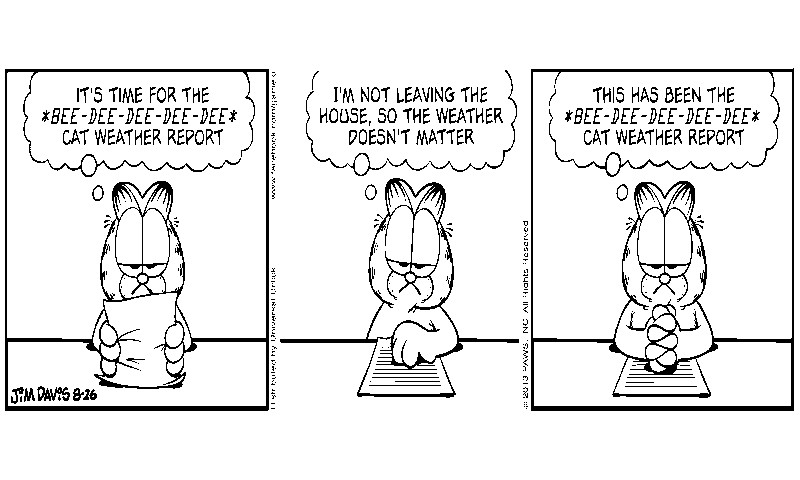 IT'S TIME FOR THE
*BEE-DEE-DEE-DEE-DEE*
CAT WEATHER REPORT
JIM DAVIS 8-26
I'M NOT LEAVING THE
HOUSE, SO THE WEATHER
DOESN'T MATTER
THIS HAS BEEN THE
*BEE-DEE-DEE-DEE-DEE*
CAT WEATHER REPORT
© 2013 PAWS, INC. All Rights Reserved